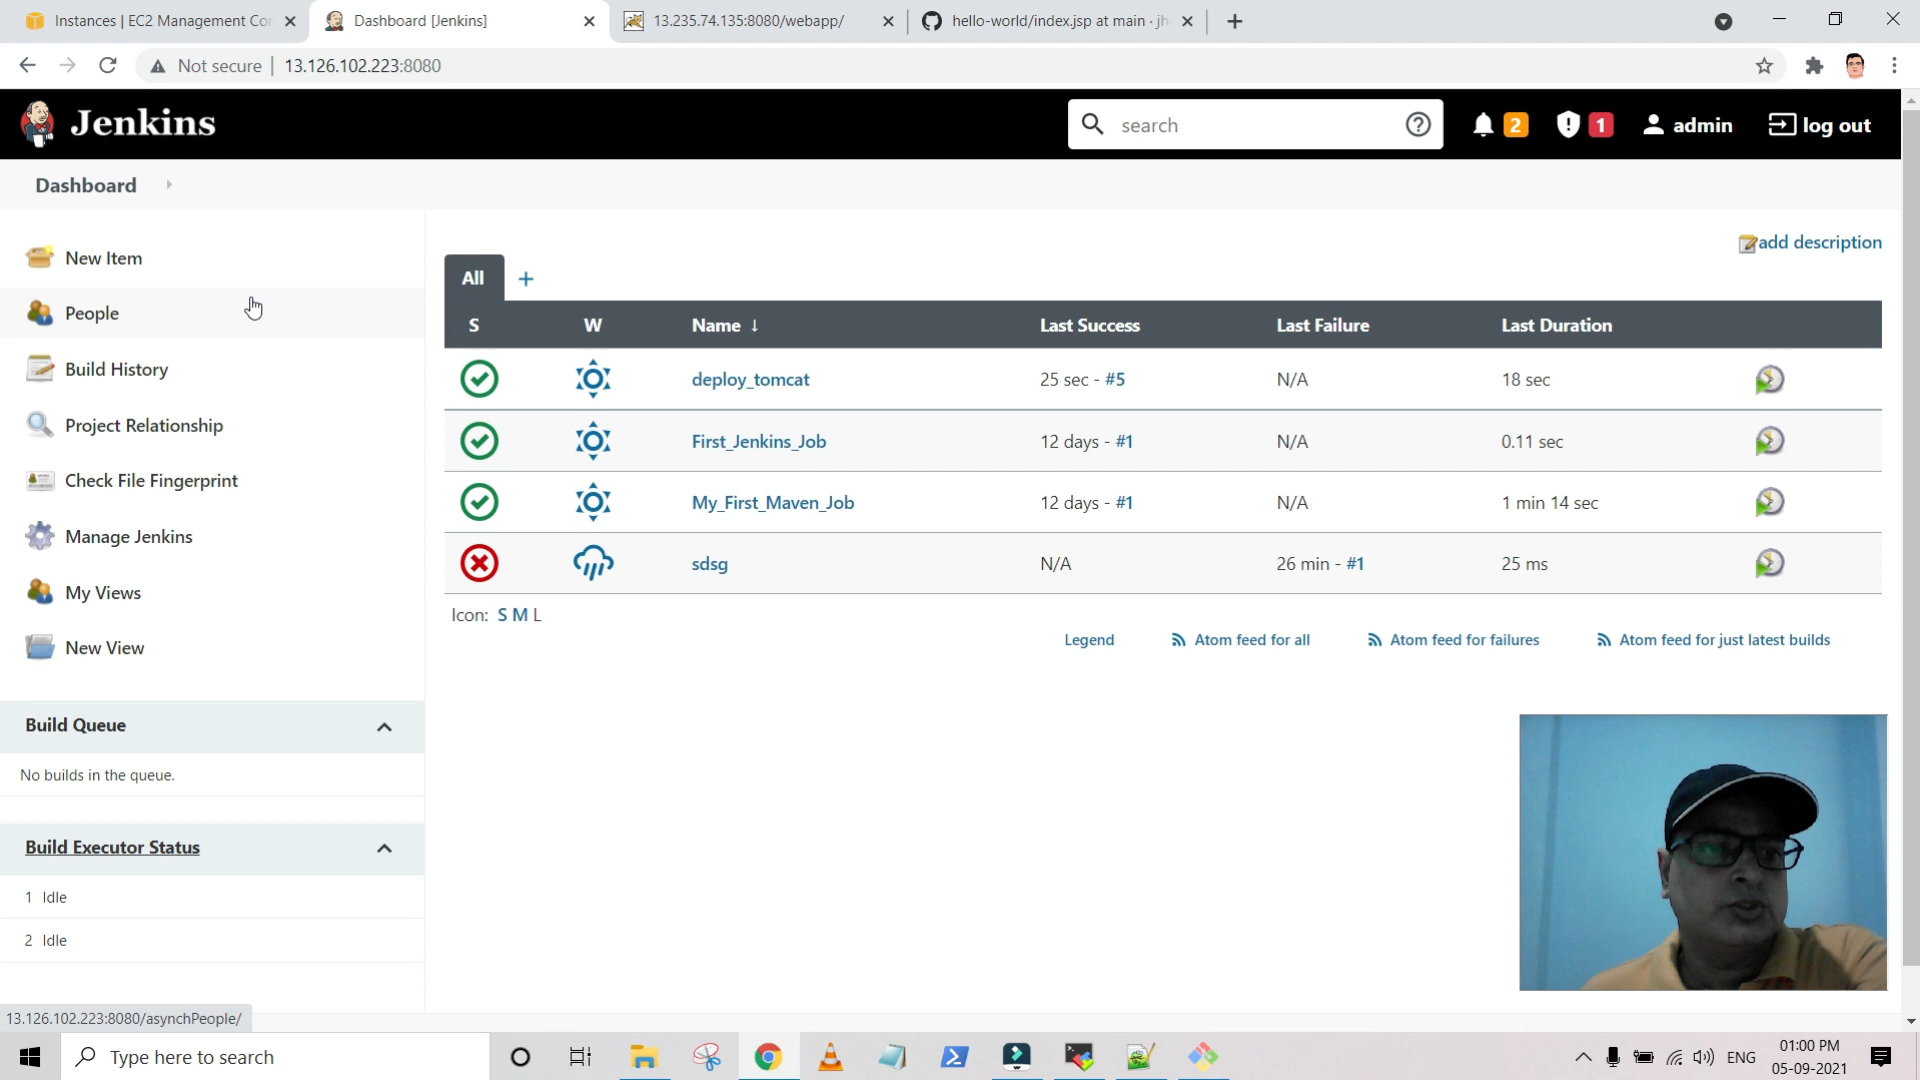 Instances | EC2 Management Cor
Dashboard [Jenkins]
13.235.74.135:8080/webapp/
hello-world/index.jsp at main · jh
Not secure | 13.126.102.223:8080
Jenkins
search
2
1
admin
log out
Dashboard
add description
New Item
People
Build History
Project Relationship
Check File Fingerprint
Manage Jenkins
My Views
New View
All +
S W Name ↓ Last Success Last Failure Last Duration
deploy_tomcat 25 sec - #5 N/A 18 sec
First_Jenkins_Job 12 days - #1 N/A 0.11 sec
My_First_Maven_Job 12 days - #1 N/A 1 min 14 sec
sdsg N/A 26 min - #1 25 ms
Icon: S M L
Legend Atom feed for all Atom feed for failures Atom feed for just latest builds
Build Queue
No builds in the queue.
Build Executor Status
1 Idle
2 Idle
13.126.102.223:8080/asynchPeople/
Type here to search
ENG
01:00 PM
05-09-2021